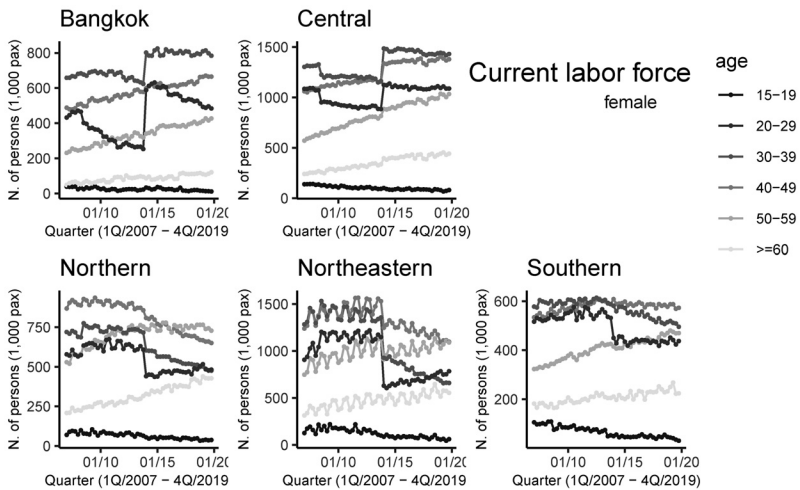 Bangkok
N. of persons (1,000 pax)
800
600
400
200
0
01/10
01/15
01/20
Quarter (1Q/2007 − 4Q/2019
Central
N. of persons (1,000 pax)
1500
1000
500
0
01/10
01/15
01/20
Quarter (1Q/2007 − 4Q/2019)
Current labor force
female
age
15−19
20−29
30−39
40−49
50−59
>=60
Northern
N. of persons (1,000 pax)
750
500
250
0
01/10
01/15
01/20
Quarter (1Q/2007 − 4Q/2019)
Northeastern
N. of persons (1,000 pax)
1500
1000
500
0
01/10
01/15
01/20
Quarter (1Q/2007 − 4Q/2019)
Southern
N. of persons (1,000 pax)
600
400
200
01/10
01/15
01/20
Quarter (1Q/2007 − 4Q/2019)